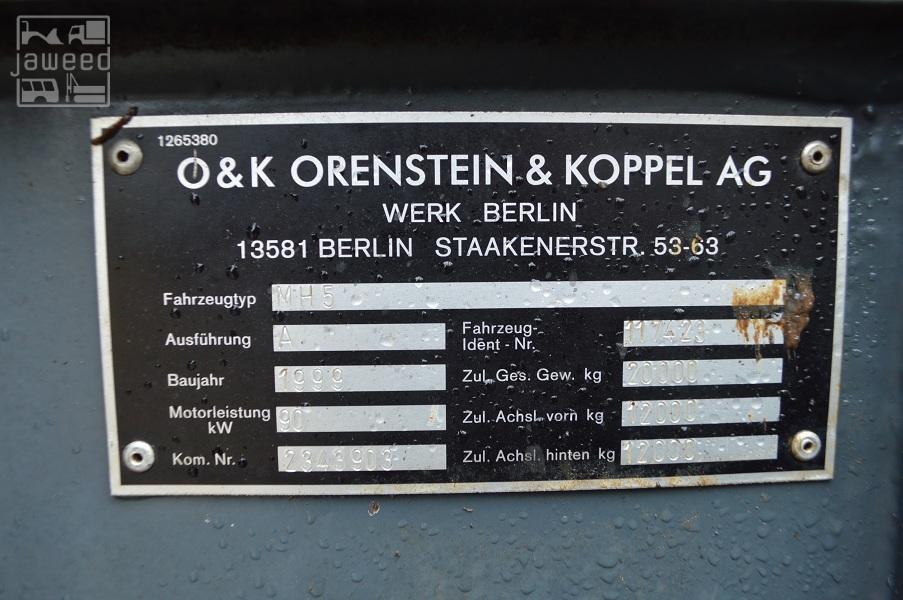 jaweed
1265380
O&K ORENSTEIN & KOPPEL AG
WERK BERLIN
13581 BERLIN STAAKENERSTR. 53-63
Fahrzeugtyp MH5
Ausführung A
Fahrzeug-
Ident - Nr. 117423
Baujahr 1999
Zul. Ges. Gew. kg 20000
Motorleistung
kW 90
Zul. Achsl. vorn kg 12000
Kom. Nr. 2343903
Zul. Achsl. hinten kg 12000